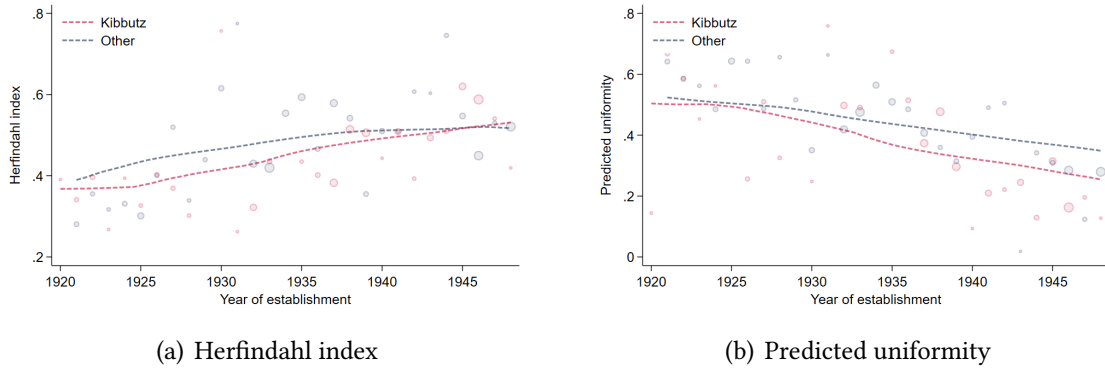 .8
.6
.4
.2
Herfindahl index
Kibbutz
Other
1920 1925 1930 1935 1940 1945
Year of establishment
(a) Herfindahl index
.8
.6
.4
.2
0
Predicted uniformity
Kibbutz
Other
1920 1925 1930 1935 1940 1945
Year of establishment
(b) Predicted uniformity